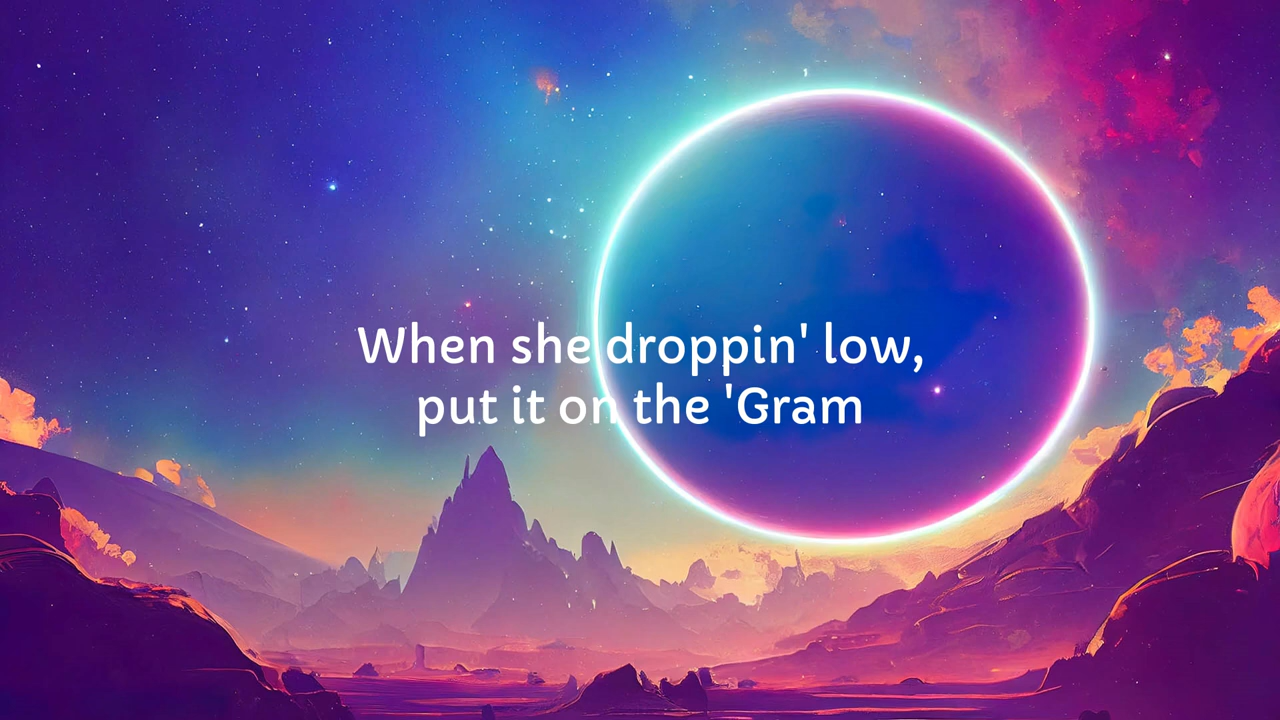 When she droppin' low,
put it on the 'Gram